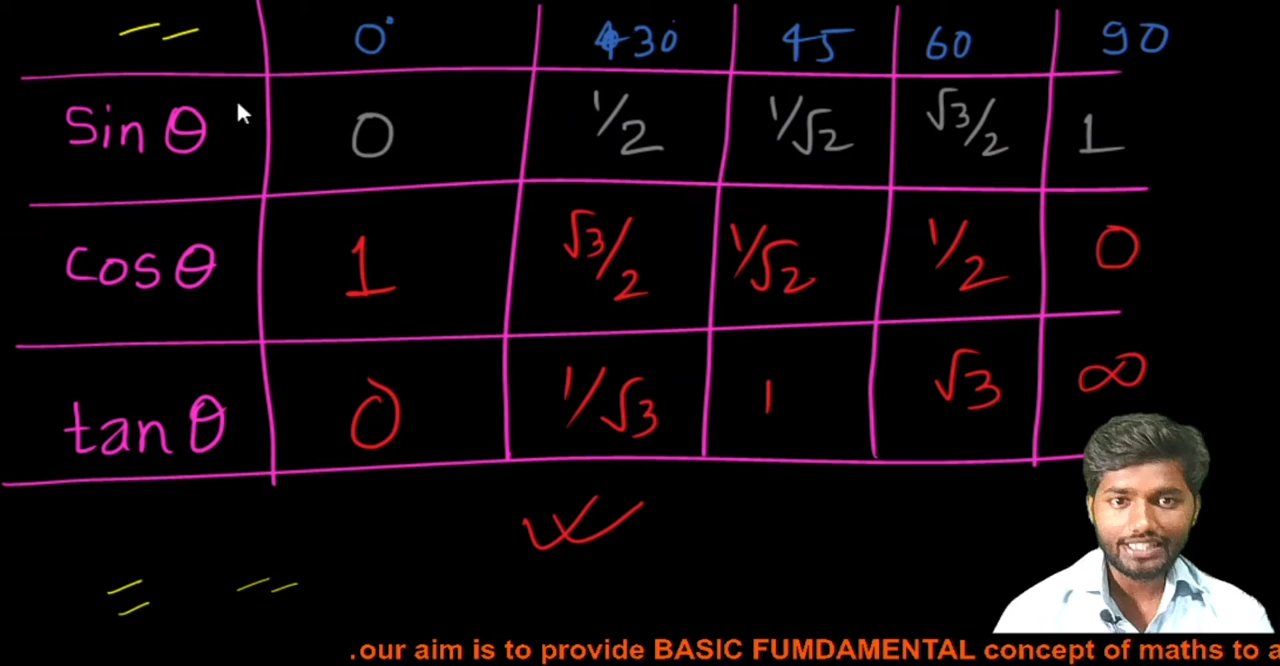 0° 30° 45 60 90
Sin θ 0 1/2 1/√2 √3/2 1
cos θ 1 √3/2 1/√2 1/2 0
tan θ 0 1/√3 1 √3 ∞
.our aim is to provide BASIC FUMDAMENTAL concept of maths to a